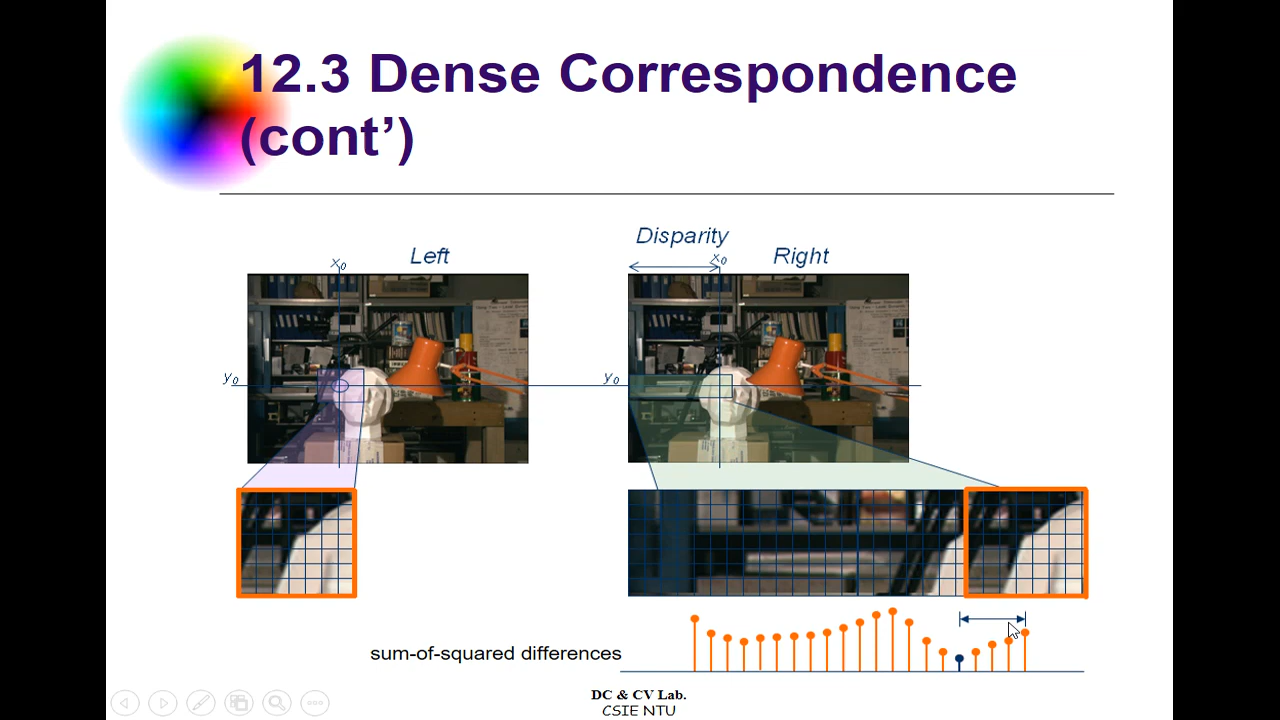 12.3 Dense Correspondence
(cont’)
Disparity
x₀
Left
x₀
Right
y₀
y₀
sum-of-squared differences
DC & CV Lab.
CSIE NTU